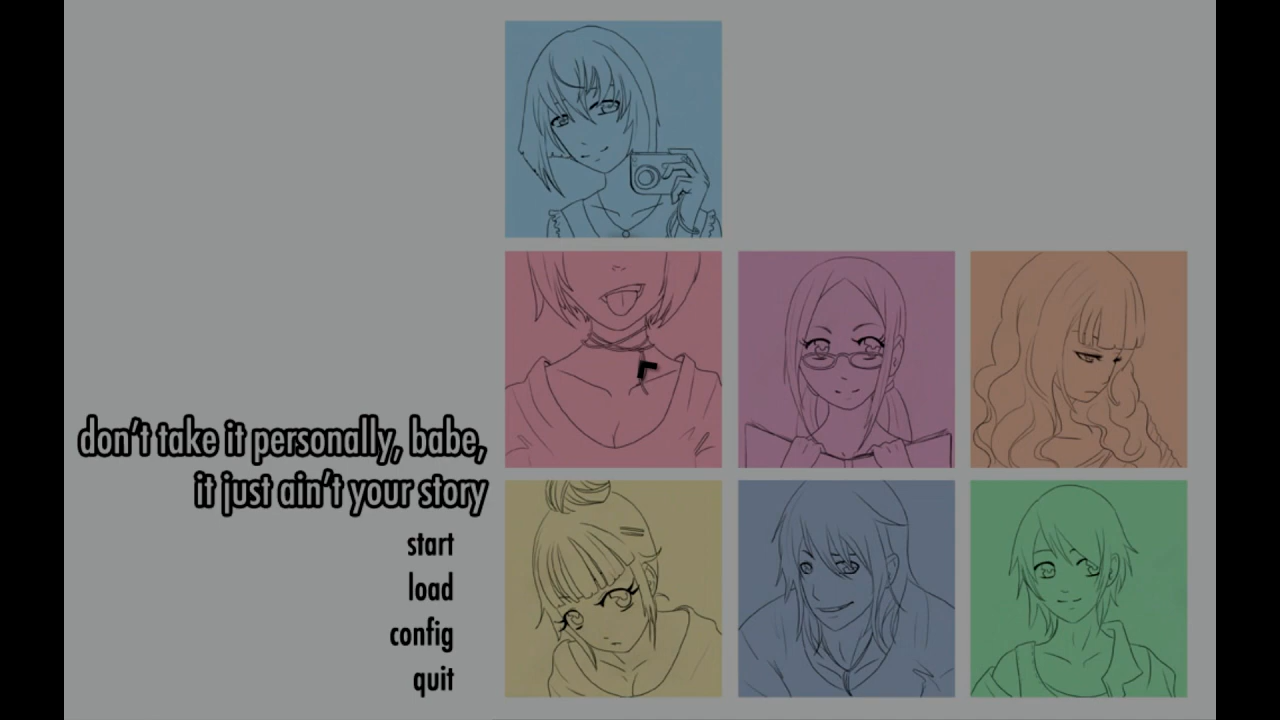 don't take it personally, babe,
it just ain't your story
start
load
config
quit